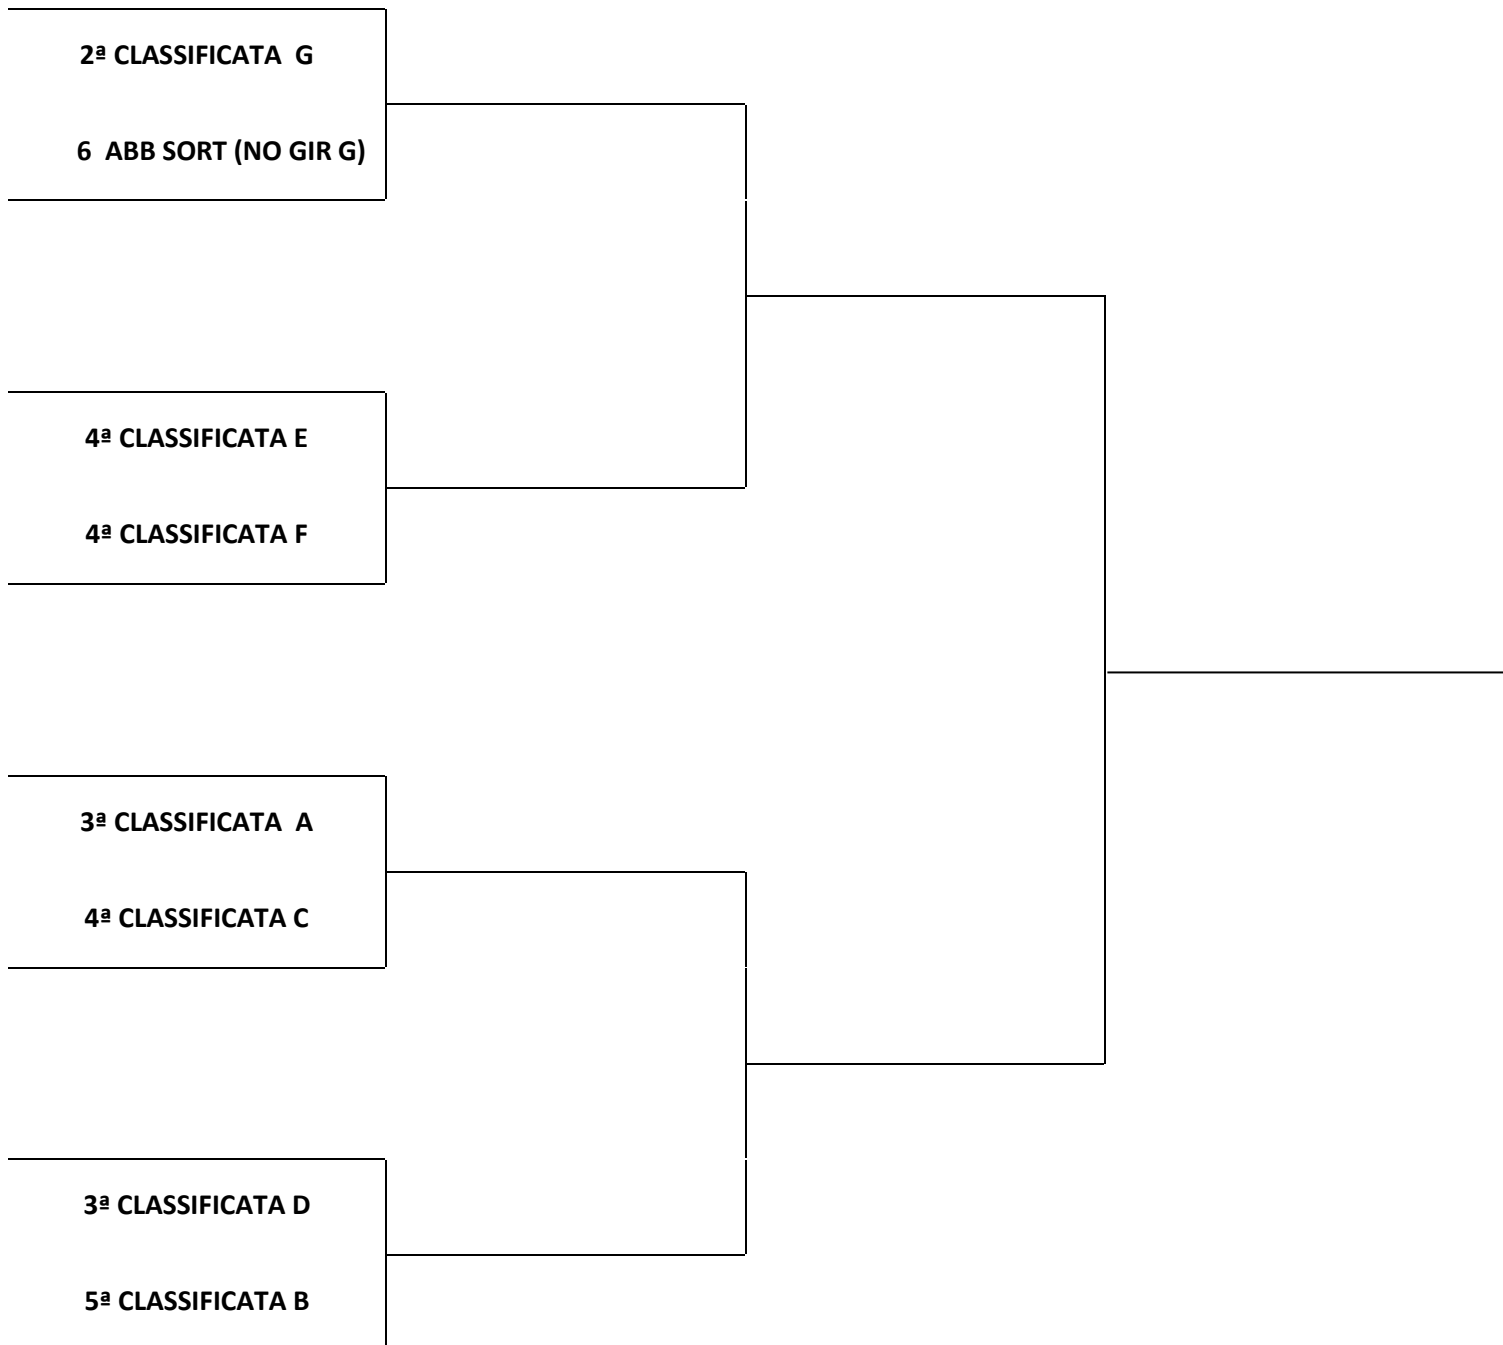 2ª CLASSIFICATA G
6 ABB SORT (NO GIR G)
4ª CLASSIFICATA E
4ª CLASSIFICATA F
3ª CLASSIFICATA A
4ª CLASSIFICATA C
3ª CLASSIFICATA D
5ª CLASSIFICATA B